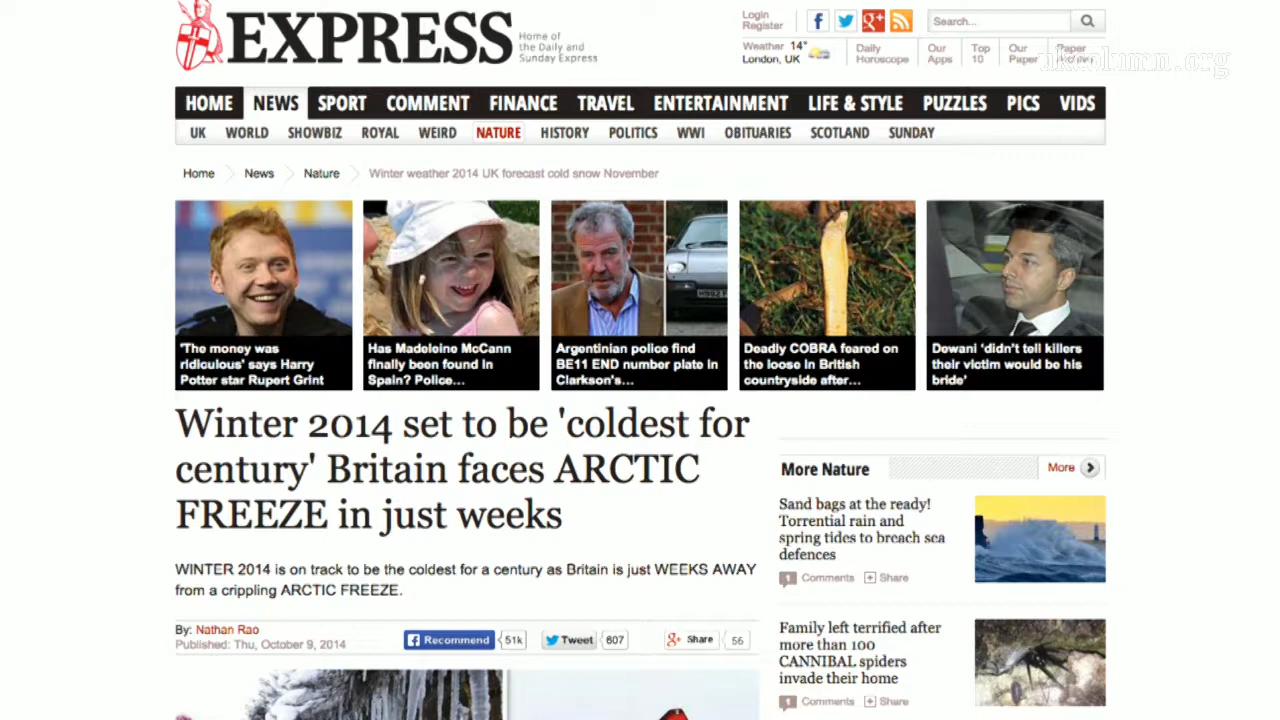 EXPRESS
Home of
the Daily and
Sunday Express
Login
Register
Search...
Weather 14°
London, UK
Daily
Horoscope
Our
Apps
Top
10
Our
Paper
Paper
ukcolumn.org
HOME NEWS SPORT COMMENT FINANCE TRAVEL ENTERTAINMENT LIFE & STYLE PUZZLES PICS VIDS
UK WORLD SHOWBIZ ROYAL WEIRD NATURE HISTORY POLITICS WWI OBITUARIES SCOTLAND SUNDAY
Home News Nature Winter weather 2014 UK forecast cold snow November
'The money was
ridiculous' says Harry
Potter star Rupert Grint
Has Madeleine McCann
finally been found in
Spain? Police...
Argentinian police find
BE11 END number plate in
Clarkson's...
Deadly COBRA feared on
the loose in British
countryside after...
Dewani 'didn't tell killers
their victim would be his
bride'
Winter 2014 set to be 'coldest for
century' Britain faces ARCTIC
FREEZE in just weeks
WINTER 2014 is on track to be the coldest for a century as Britain is just WEEKS AWAY
from a crippling ARCTIC FREEZE.
By: Nathan Rao
Published: Thu, October 9, 2014
Recommend 51k Tweet 607 Share 56
More Nature
More
Sand bags at the ready!
Torrential rain and
spring tides to breach sea
defences
1 Comments Share
Family left terrified after
more than 100
CANNIBAL spiders
invade their home
1 Comments Share